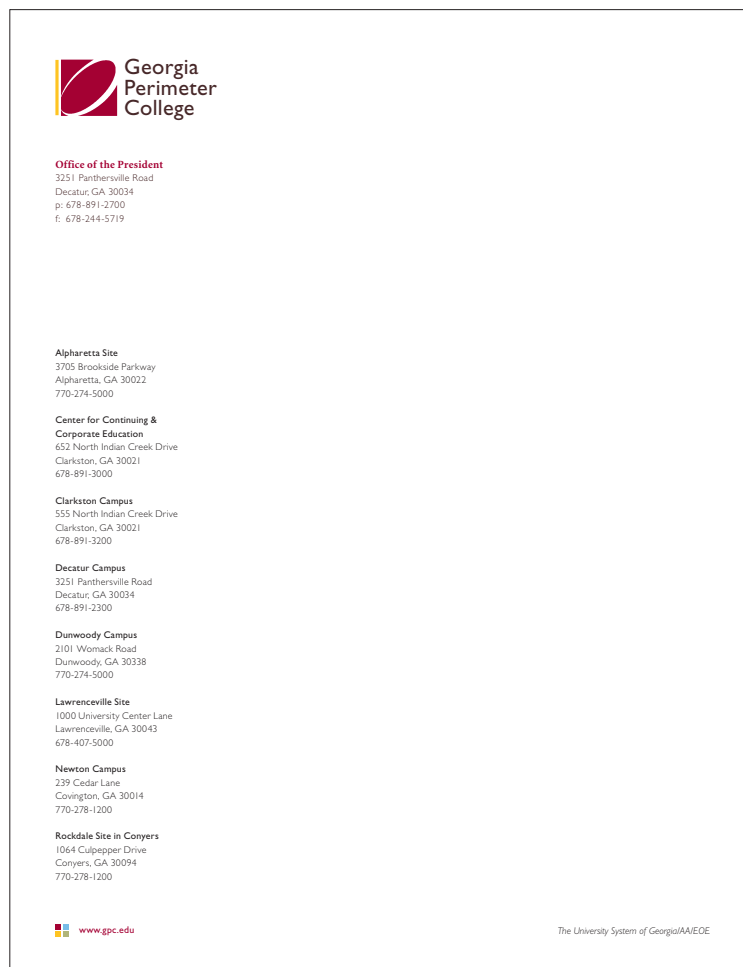 Georgia
Perimeter
College
Office of the President
3251 Panthersville Road
Decatur, GA 30034
p: 678-891-2700
f: 678-244-5719
Alpharetta Site
3705 Brookside Parkway
Alpharetta, GA 30022
770-274-5000
Center for Continuing &
Corporate Education
652 North Indian Creek Drive
Clarkston, GA 30021
678-891-3000
Clarkston Campus
555 North Indian Creek Drive
Clarkston, GA 30021
678-891-3200
Decatur Campus
3251 Panthersville Road
Decatur, GA 30034
678-891-2300
Dunwoody Campus
2101 Womack Road
Dunwoody, GA 30338
770-274-5000
Lawrenceville Site
1000 University Center Lane
Lawrenceville, GA 30043
678-407-5000
Newton Campus
239 Cedar Lane
Covington, GA 30014
770-278-1200
Rockdale Site in Conyers
1064 Culpepper Drive
Conyers, GA 30094
770-278-1200
www.gpc.edu
The University System of Georgia/AA/EOE